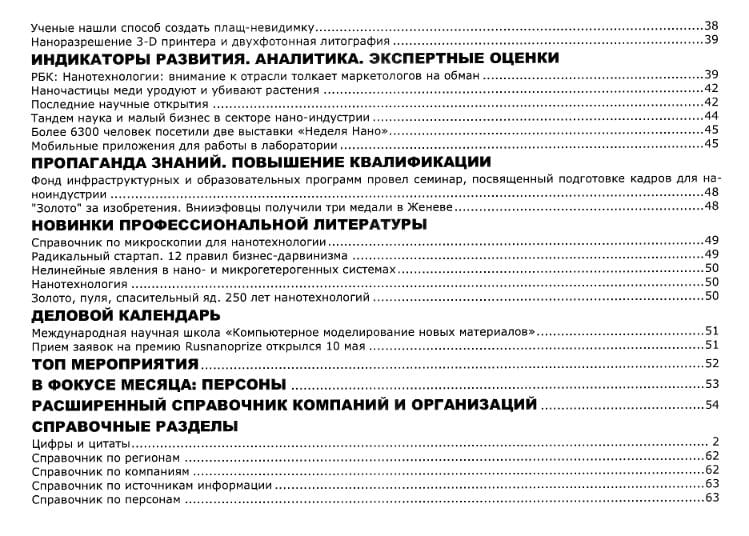 Ученые нашли способ создать плащ-невидимку....................38
Наноразрешение 3-D принтера и двухфотонная литография....................39
ИНДИКАТОРЫ РАЗВИТИЯ. АНАЛИТИКА. ЭКСПЕРТНЫЕ ОЦЕНКИ
РБК: Нанотехнологии: внимание к отрасли толкает маркетологов на обман....................39
Наночастицы меди уродуют и убивают растения....................42
Последние научные открытия....................42
Тандем наука и малый бизнес в секторе нано-индустрии....................44
Более 6300 человек посетили две выставки «Неделя Нано»....................45
Мобильные приложения для работы в лаборатории....................45
ПРОПАГАНДА ЗНАНИЙ. ПОВЫШЕНИЕ КВАЛИФИКАЦИИ
Фонд инфраструктурных и образовательных программ провел семинар, посвященный подготовке кадров для на-
ноиндустрии....................48
"Золото" за изобретения. Вниизфовцы получили три медали в Женеве....................48
НОВИНКИ ПРОФЕССИОНАЛЬНОЙ ЛИТЕРАТУРЫ
Справочник по микроскопии для нанотехнологии....................49
Радикальный стартап. 12 правил бизнес-дарвинизма....................49
Нелинейные явления в нано- и микрогетерогенных системах....................50
Нанотехнология....................50
Золото, пуля, спасительный яд. 250 лет нанотехнологий....................50
ДЕЛОВОЙ КАЛЕНДАРЬ
Международная научная школа «Компьютерное моделирование новых материалов»....................51
Прием заявок на премию Rusnanoprize открылся 10 мая....................51
ТОП МЕРОПРИЯТИЯ....................52
В ФОКУСЕ МЕСЯЦА: ПЕРСОНЫ....................53
РАСШИРЕННЫЙ СПРАВОЧНИК КОМПАНИЙ И ОРГАНИЗАЦИЙ....................54
СПРАВОЧНЫЕ РАЗДЕЛЫ
Цифры и цитаты....................2
Справочник по регионам....................62
Справочник по компаниям....................62
Справочник по источникам информации....................63
Справочник по персонам....................63